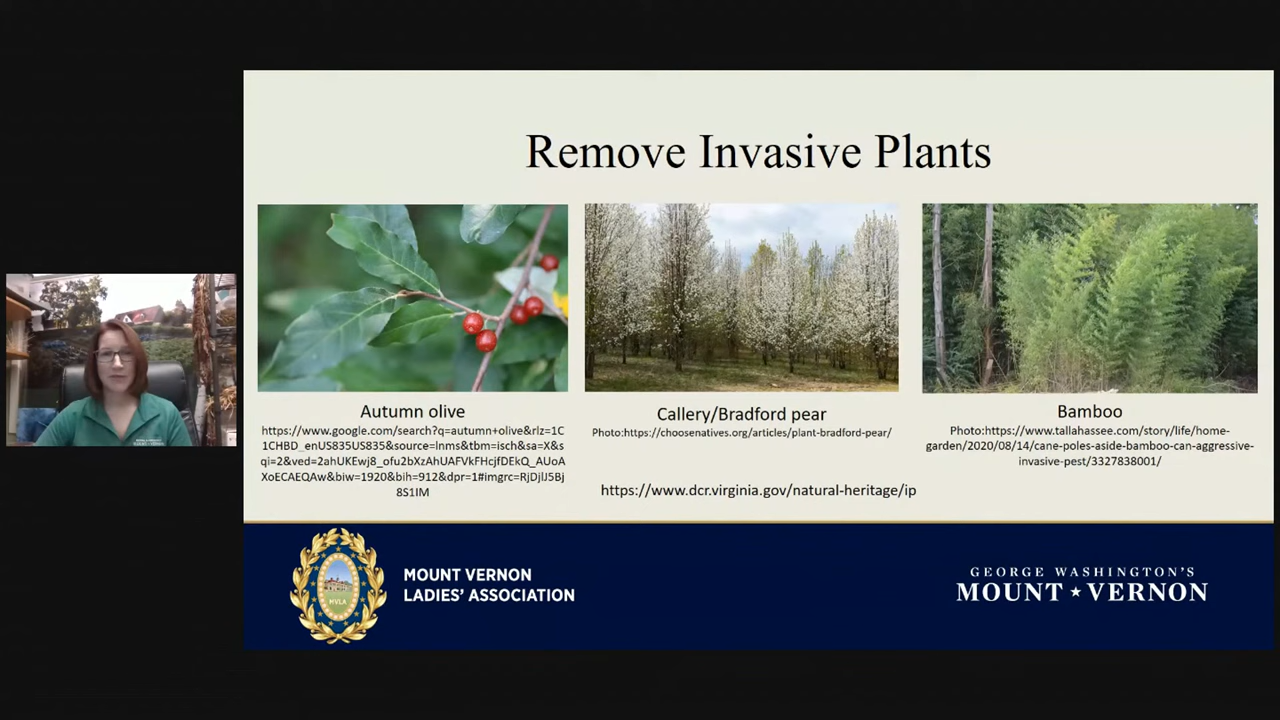 Remove Invasive Plants
Autumn olive
https://www.google.com/search?q=autumn+olive&rlz=1C
1CHBD_enUS835US835&source=lnms&tbm=isch&sa=X&s
qi=2&ved=2ahUKEwj8_ofu2bXzAhUAFVkFHcjfDEkQ_AUoA
XoECAEQAw&biw=1920&bih=912&dpr=1#imgrc=RjDjlJ5Bj
8S1IM
Callery/Bradford pear
Photo:https://choosenatives.org/articles/plant-bradford-pear/
Bamboo
Photo:https://www.tallahassee.com/story/life/home-
garden/2020/08/14/cane-poles-aside-bamboo-can-aggressive-
invasive-pest/3327838001/
https://www.dcr.virginia.gov/natural-heritage/ip
MVLA
MOUNT VERNON
LADIES' ASSOCIATION
GEORGE WASHINGTON'S
MOUNT ★ VERNON